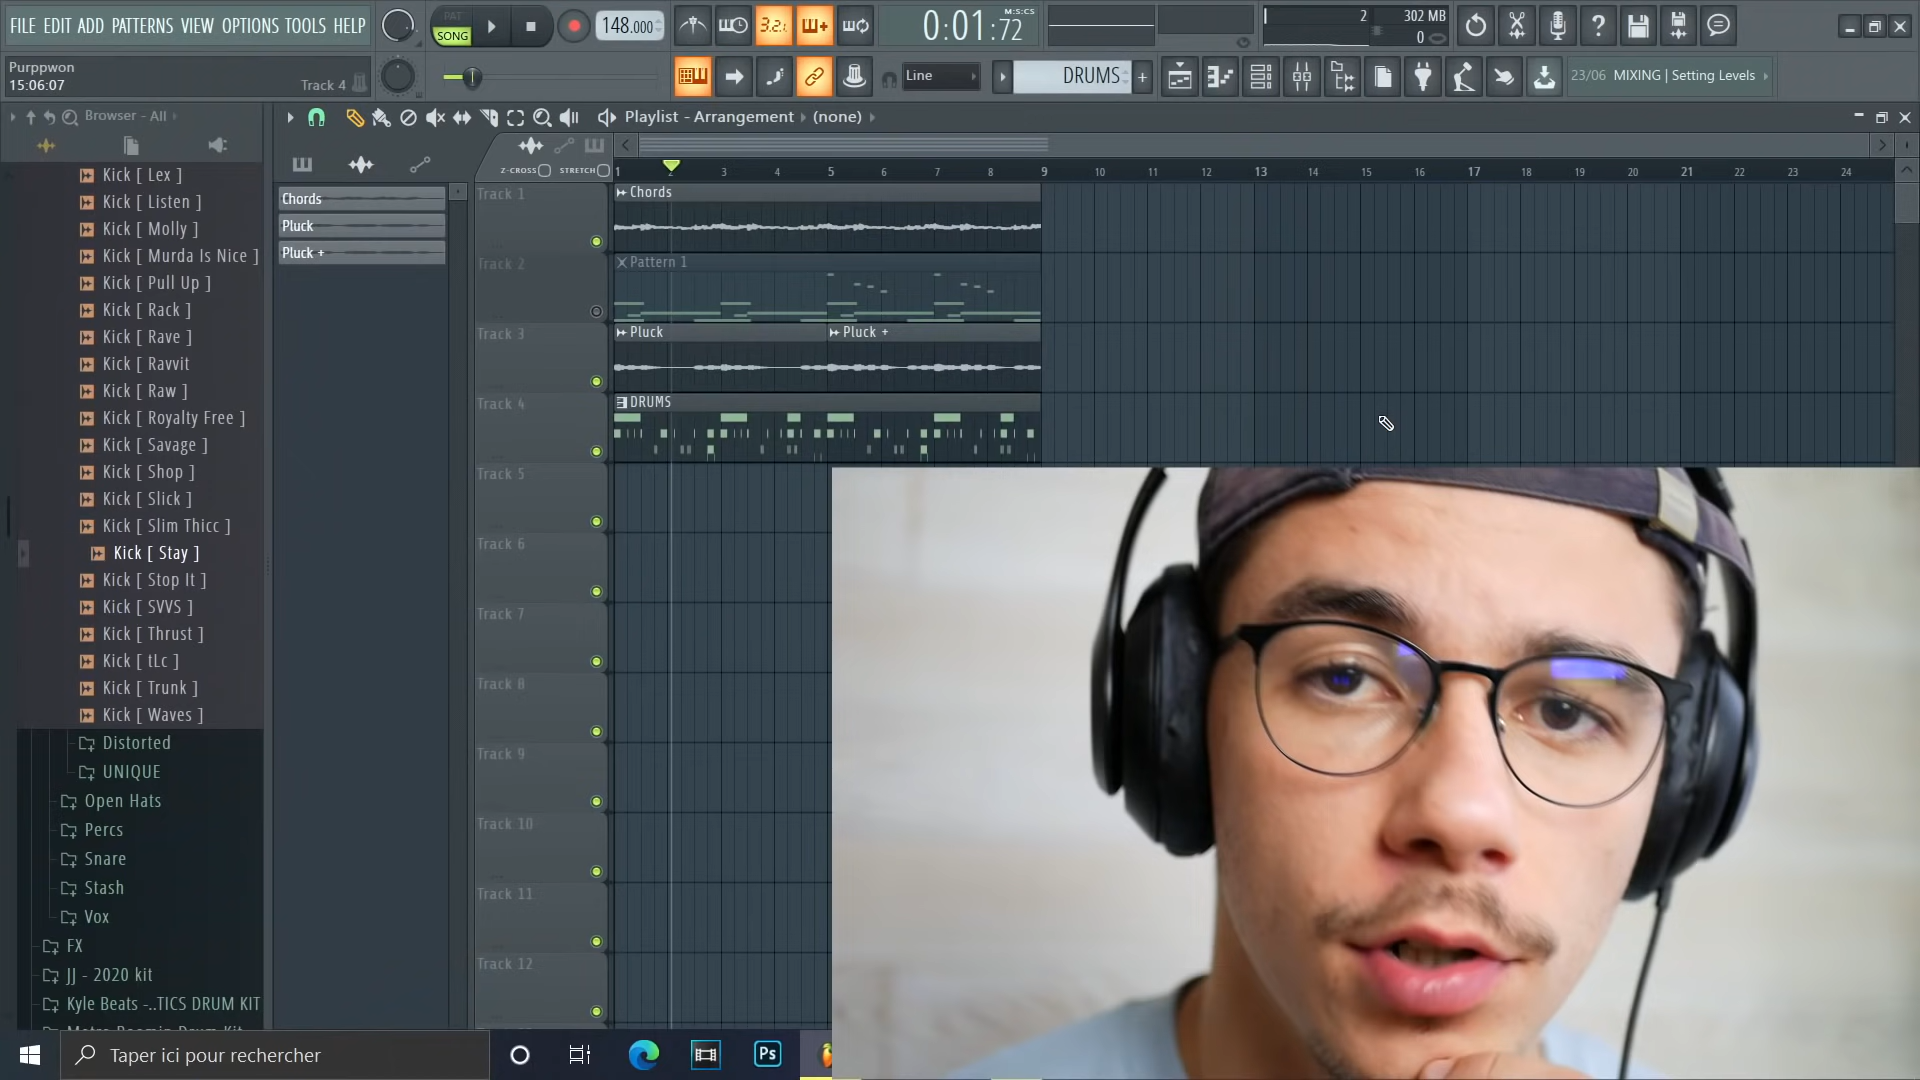 FILE EDIT ADD PATTERNS VIEW OPTIONS TOOLS HELP
PAT
SONG
148.000
3.2.
0:01:72
M:S:CS
2
302 MB
0
Purppwon
15:06:07
Track 4
Line
DRUMS
23/06 MIXING | Setting Levels
Browser - All
Playlist - Arrangement
(none)
Z-CROSS
STRETCH
1 2 3 4 5 6 7 8 9 10 11 12 13 14 15 16 17 18 19 20 21 22 23 24
Kick [ Lex ]
Kick [ Listen ]
Kick [ Molly ]
Kick [ Murda Is Nice ]
Kick [ Pull Up ]
Kick [ Rack ]
Kick [ Rave ]
Kick [ Ravvit
Kick [ Raw ]
Kick [ Royalty Free ]
Kick [ Savage ]
Kick [ Shop ]
Kick [ Slick ]
Kick [ Slim Thicc ]
Kick [ Stay ]
Kick [ Stop It ]
Kick [ SVVS ]
Kick [ Thrust ]
Kick [ tLc ]
Kick [ Trunk ]
Kick [ Waves ]
Distorted
UNIQUE
Open Hats
Percs
Snare
Stash
Vox
FX
JJ - 2020 kit
Kyle Beats -..TICS DRUM KIT
Chords
Pluck
Pluck +
Track 1
Chords
Track 2
Pattern 1
Track 3
Pluck
Pluck +
Track 4
DRUMS
Track 5
Track 6
Track 7
Track 8
Track 9
Track 10
Track 11
Track 12
Taper ici pour rechercher
Ps